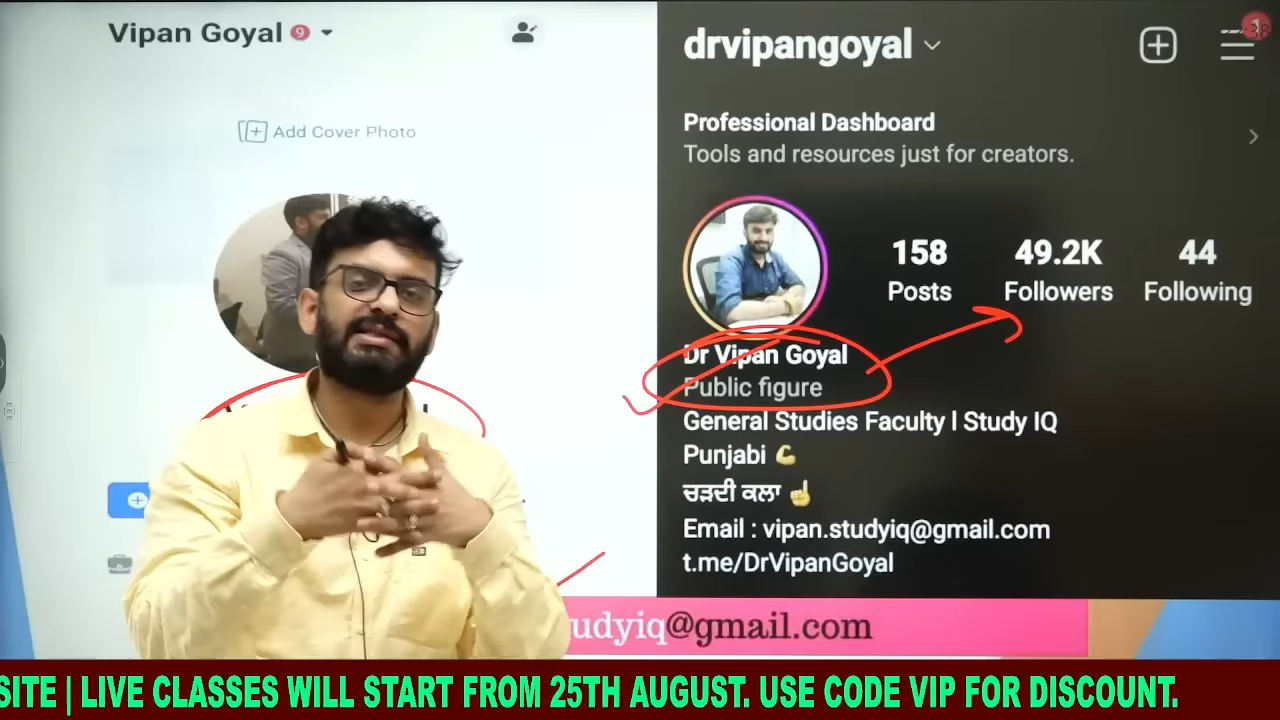 Vipan Goyal 9
Add Cover Photo
drvipangoyal
Professional Dashboard
Tools and resources just for creators.
158 49.2K 44
Posts Followers Following
Dr Vipan Goyal
Public figure
General Studies Faculty l Study IQ
Punjabi 💪
ਚੜਦੀ ਕਲਾ ☝
Email : vipan.studyiq@gmail.com
t.me/DrVipanGoyal
udyiq@gmail.com
SITE | LIVE CLASSES WILL START FROM 25TH AUGUST. USE CODE VIP FOR DISCOUNT.